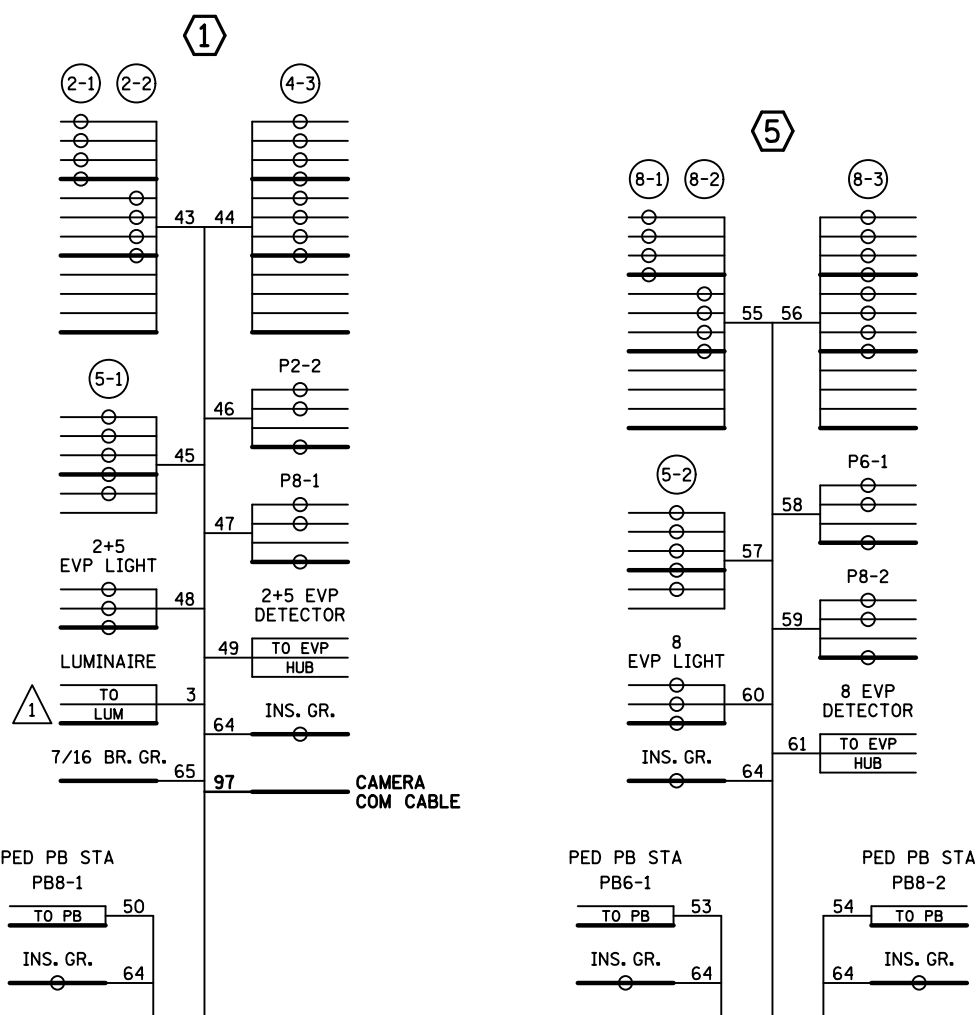 1
2-1 2-2 4-3
43 44
5-1
45
P2-2
46
P8-1
47
2+5
EVP LIGHT
48
2+5 EVP
DETECTOR
49 TO EVP
HUB
LUMINAIRE
1 TO
LUM
3
INS. GR.
64
7/16 BR. GR.
65
97 CAMERA
COM CABLE
PED PB STA
PB8-1
TO PB 50
INS. GR.
64
5
8-1 8-2 8-3
55 56
5-2
57
P6-1
58
P8-2
59
8
EVP LIGHT
60
8 EVP
DETECTOR
61 TO EVP
HUB
INS. GR.
64
PED PB STA
PB6-1
TO PB 53
INS. GR.
64
PED PB STA
PB8-2
54 TO PB
INS. GR.
64